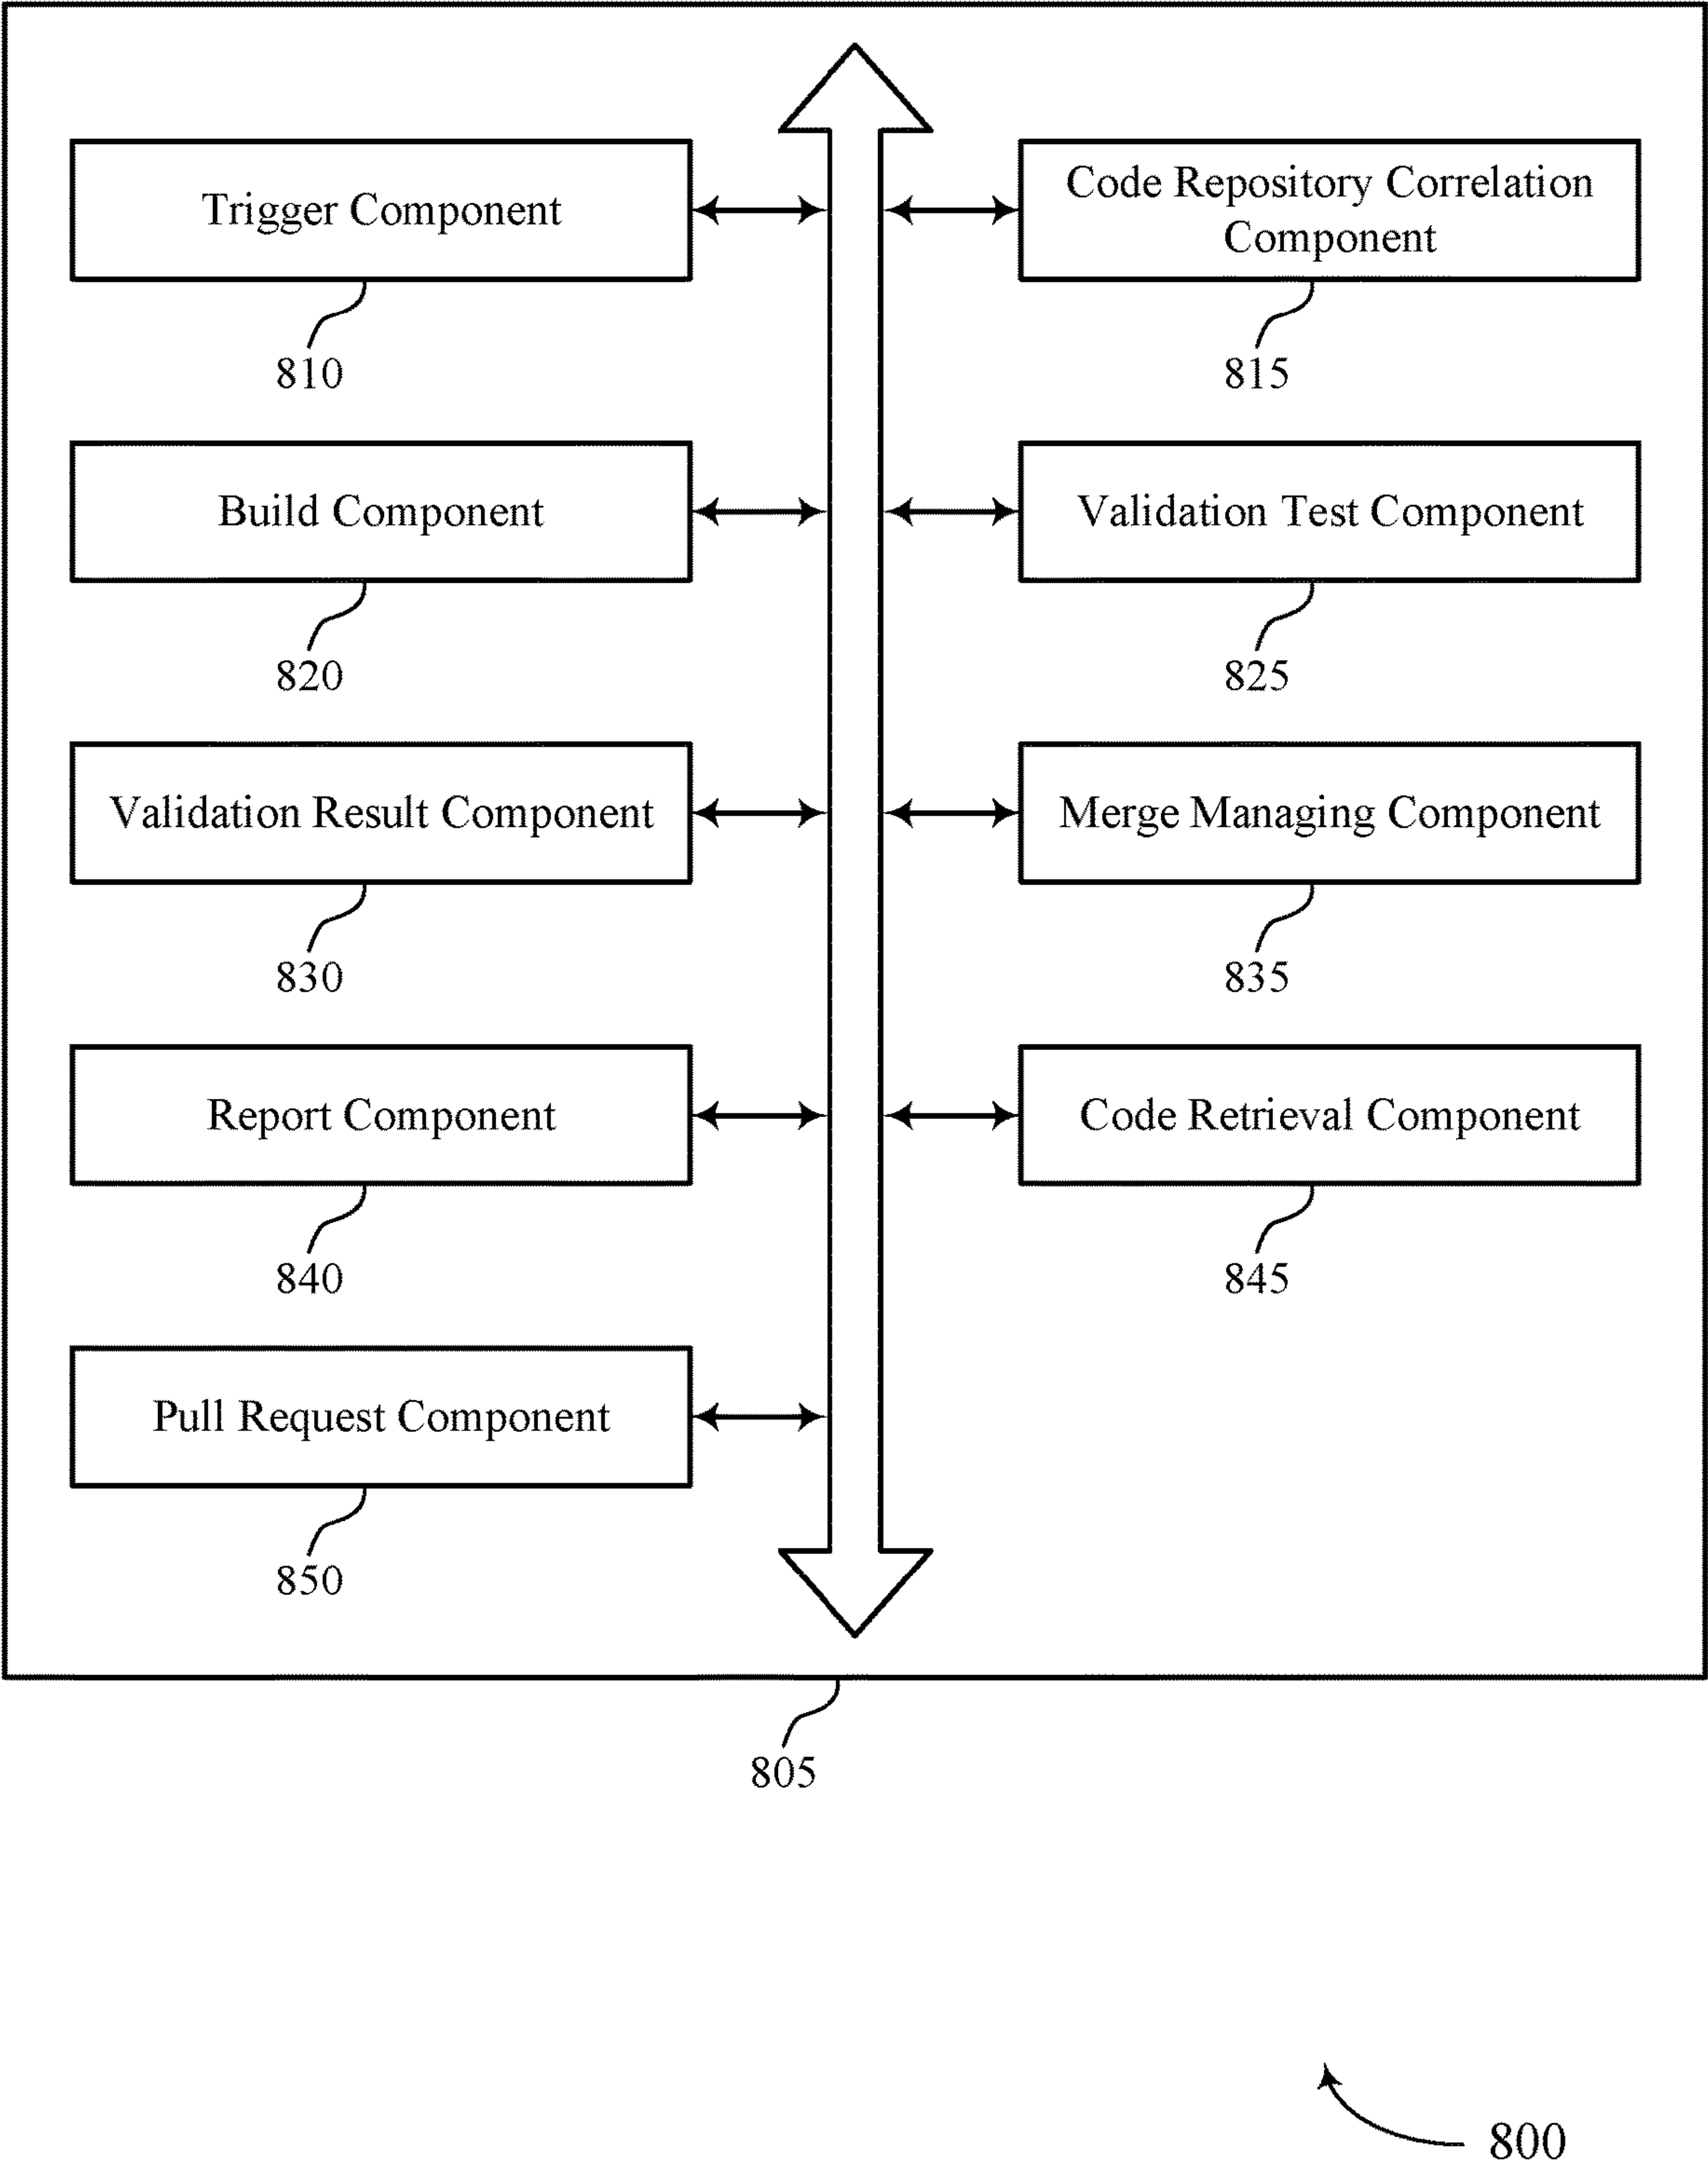 Trigger Component
810
Code Repository Correlation
Component
815
Build Component
820
Validation Test Component
825
Validation Result Component
830
Merge Managing Component
835
Report Component
840
Code Retrieval Component
845
Pull Request Component
850
805
800